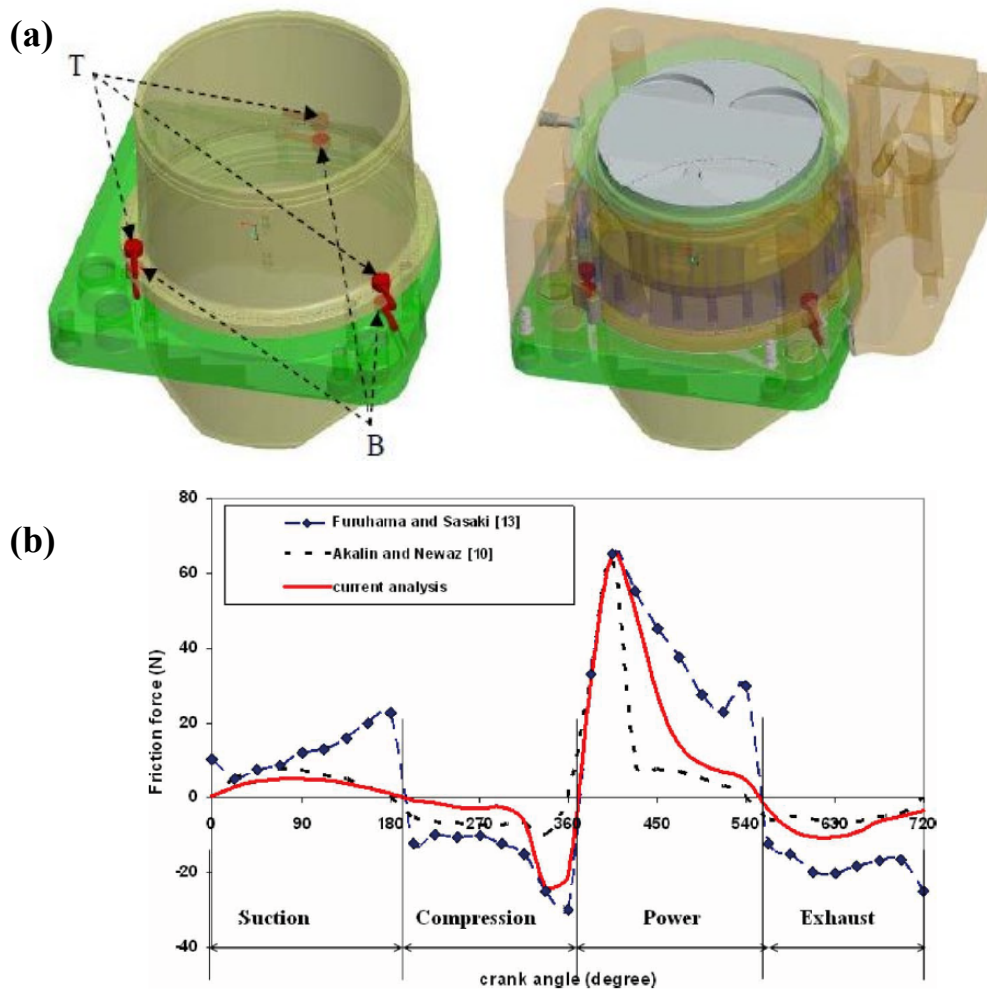 (a)
T
B
(b)
80
60
40
20
0
-20
-40
Friction force (N)
Furuhama and Sasaki [13]
Akalin and Newaz [10]
current analysis
0 90 180 270 360 450 540 630 720
Suction Compression Power Exhaust
crank angle (degree)